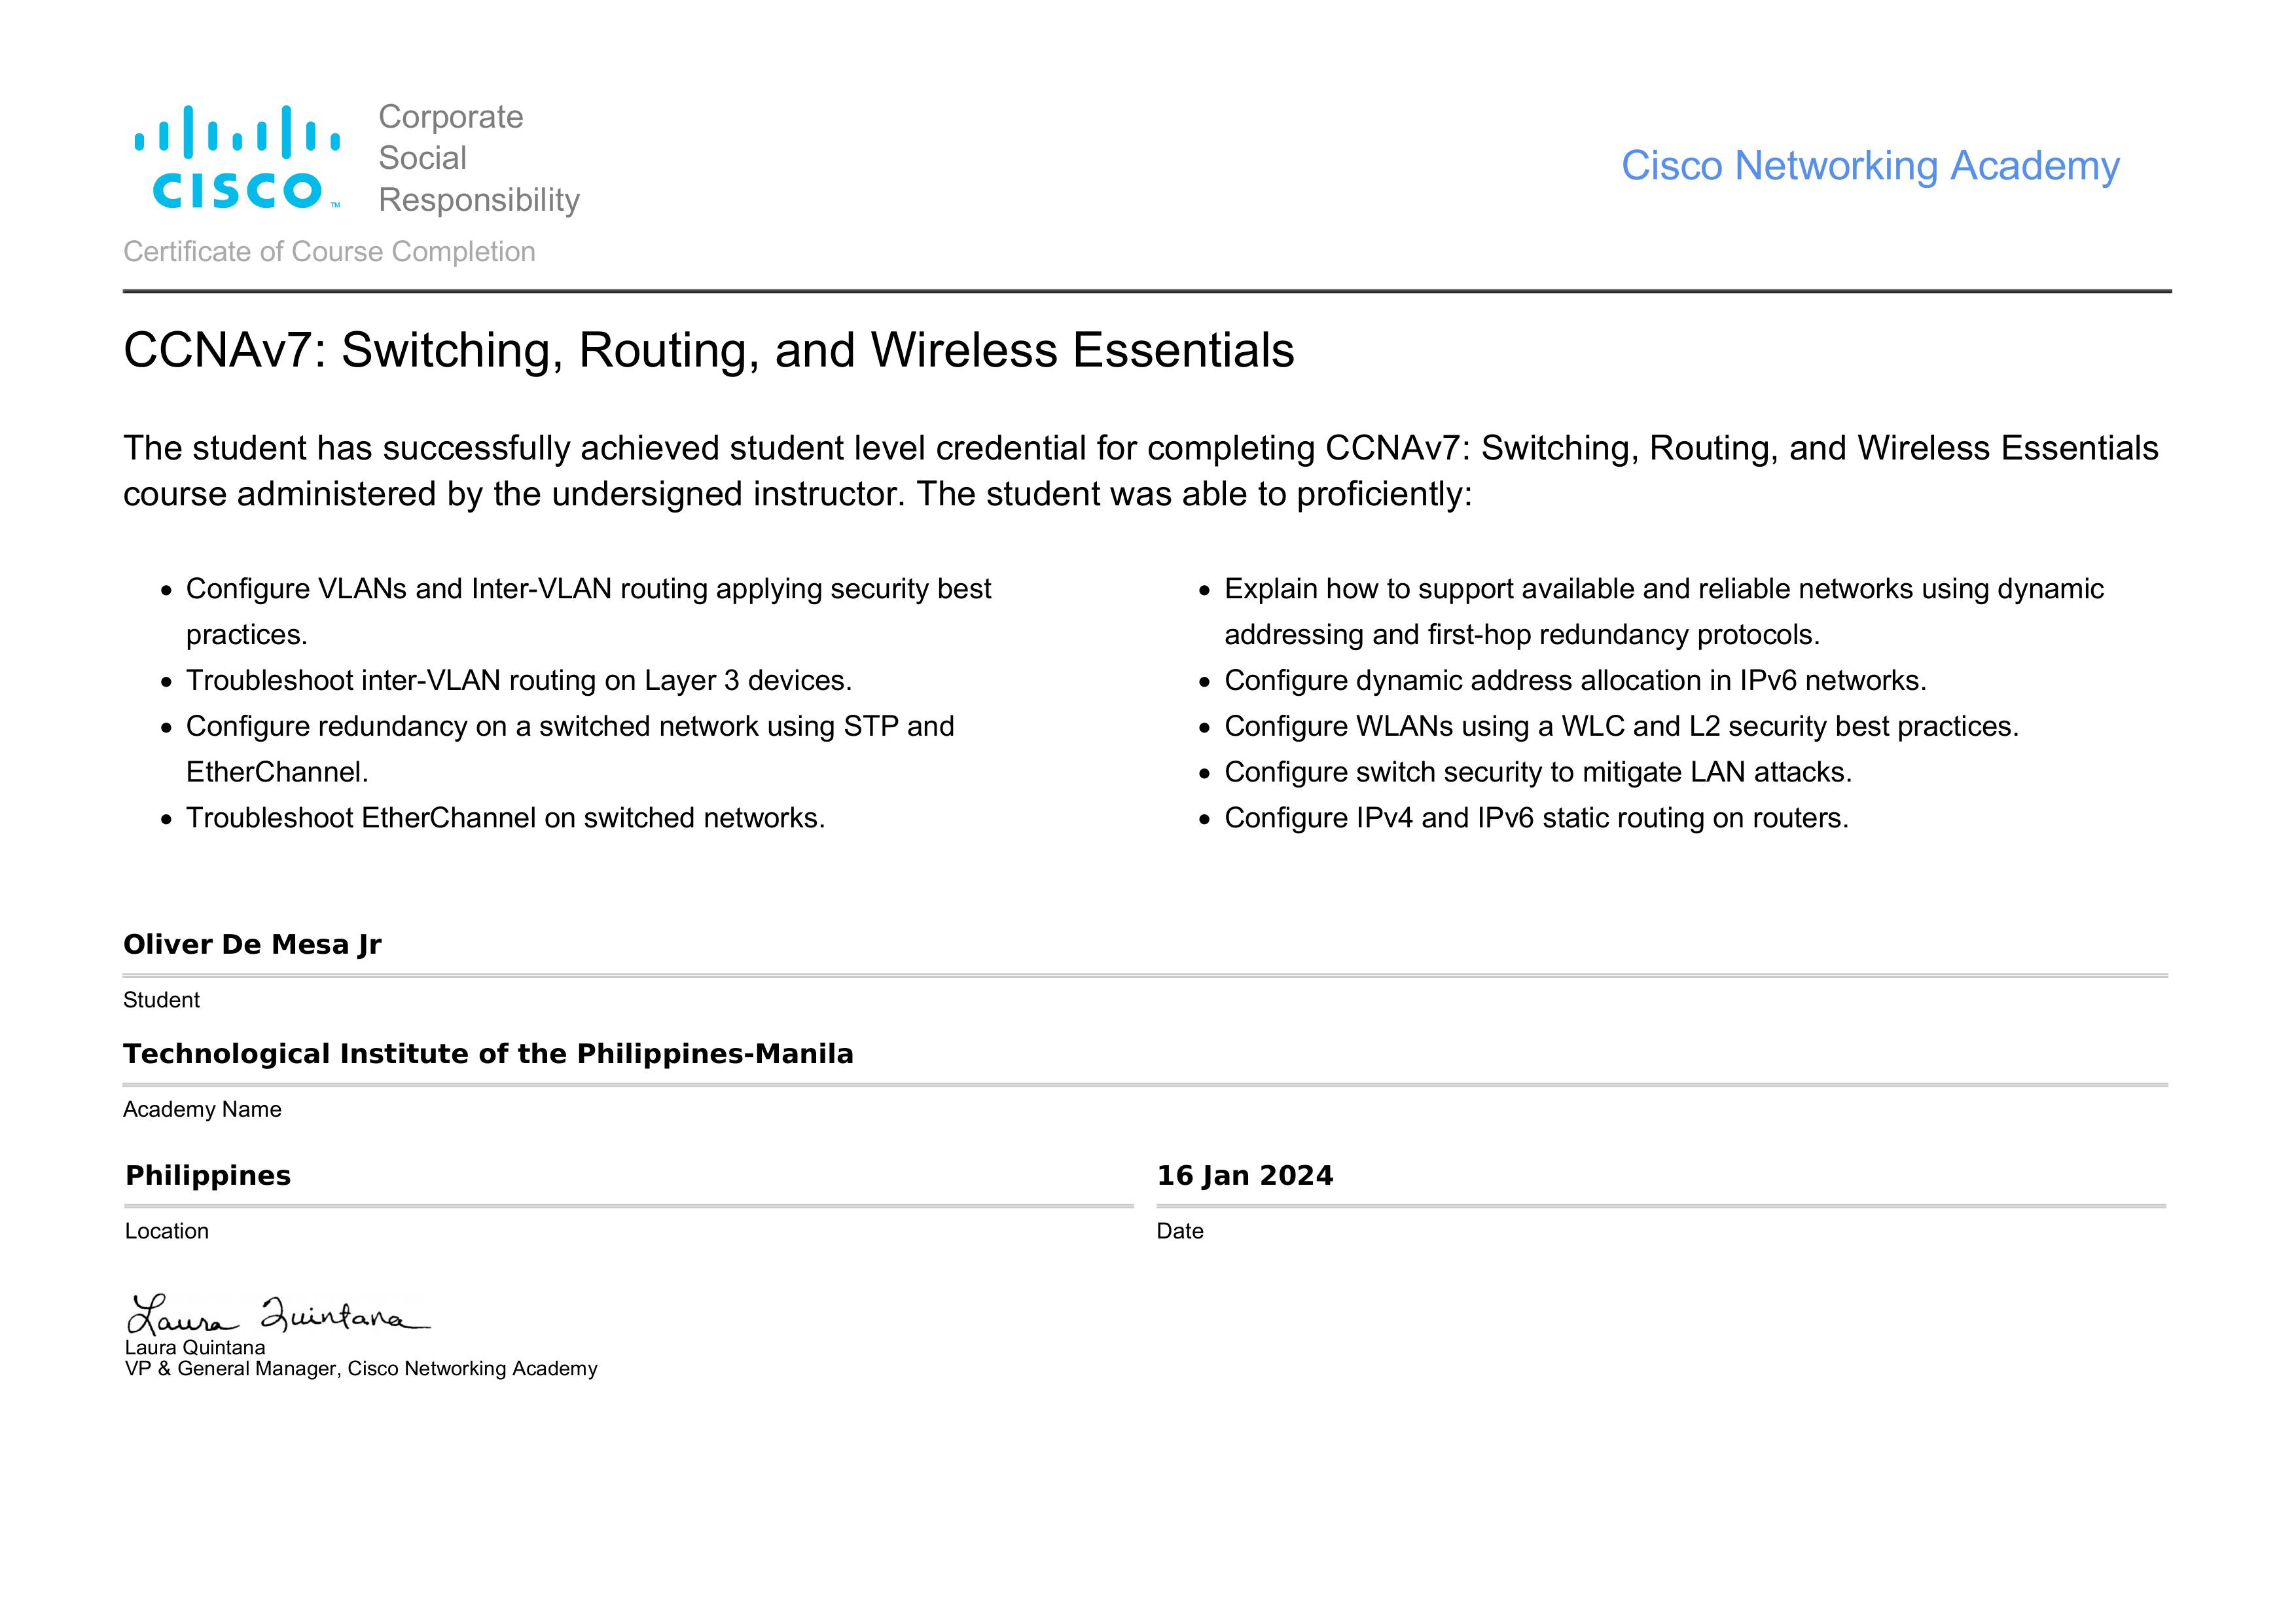 CISCO™
Corporate
Social
Responsibility
Cisco Networking Academy
Certificate of Course Completion
CCNAv7: Switching, Routing, and Wireless Essentials
The student has successfully achieved student level credential for completing CCNAv7: Switching, Routing, and Wireless Essentials
course administered by the undersigned instructor. The student was able to proficiently:
• Configure VLANs and Inter-VLAN routing applying security best
practices.
• Troubleshoot inter-VLAN routing on Layer 3 devices.
• Configure redundancy on a switched network using STP and
EtherChannel.
• Troubleshoot EtherChannel on switched networks.
• Explain how to support available and reliable networks using dynamic
addressing and first-hop redundancy protocols.
• Configure dynamic address allocation in IPv6 networks.
• Configure WLANs using a WLC and L2 security best practices.
• Configure switch security to mitigate LAN attacks.
• Configure IPv4 and IPv6 static routing on routers.
Oliver De Mesa Jr
Student
Technological Institute of the Philippines-Manila
Academy Name
Philippines
Location
16 Jan 2024
Date
Laura Quintana
Laura Quintana
VP & General Manager, Cisco Networking Academy